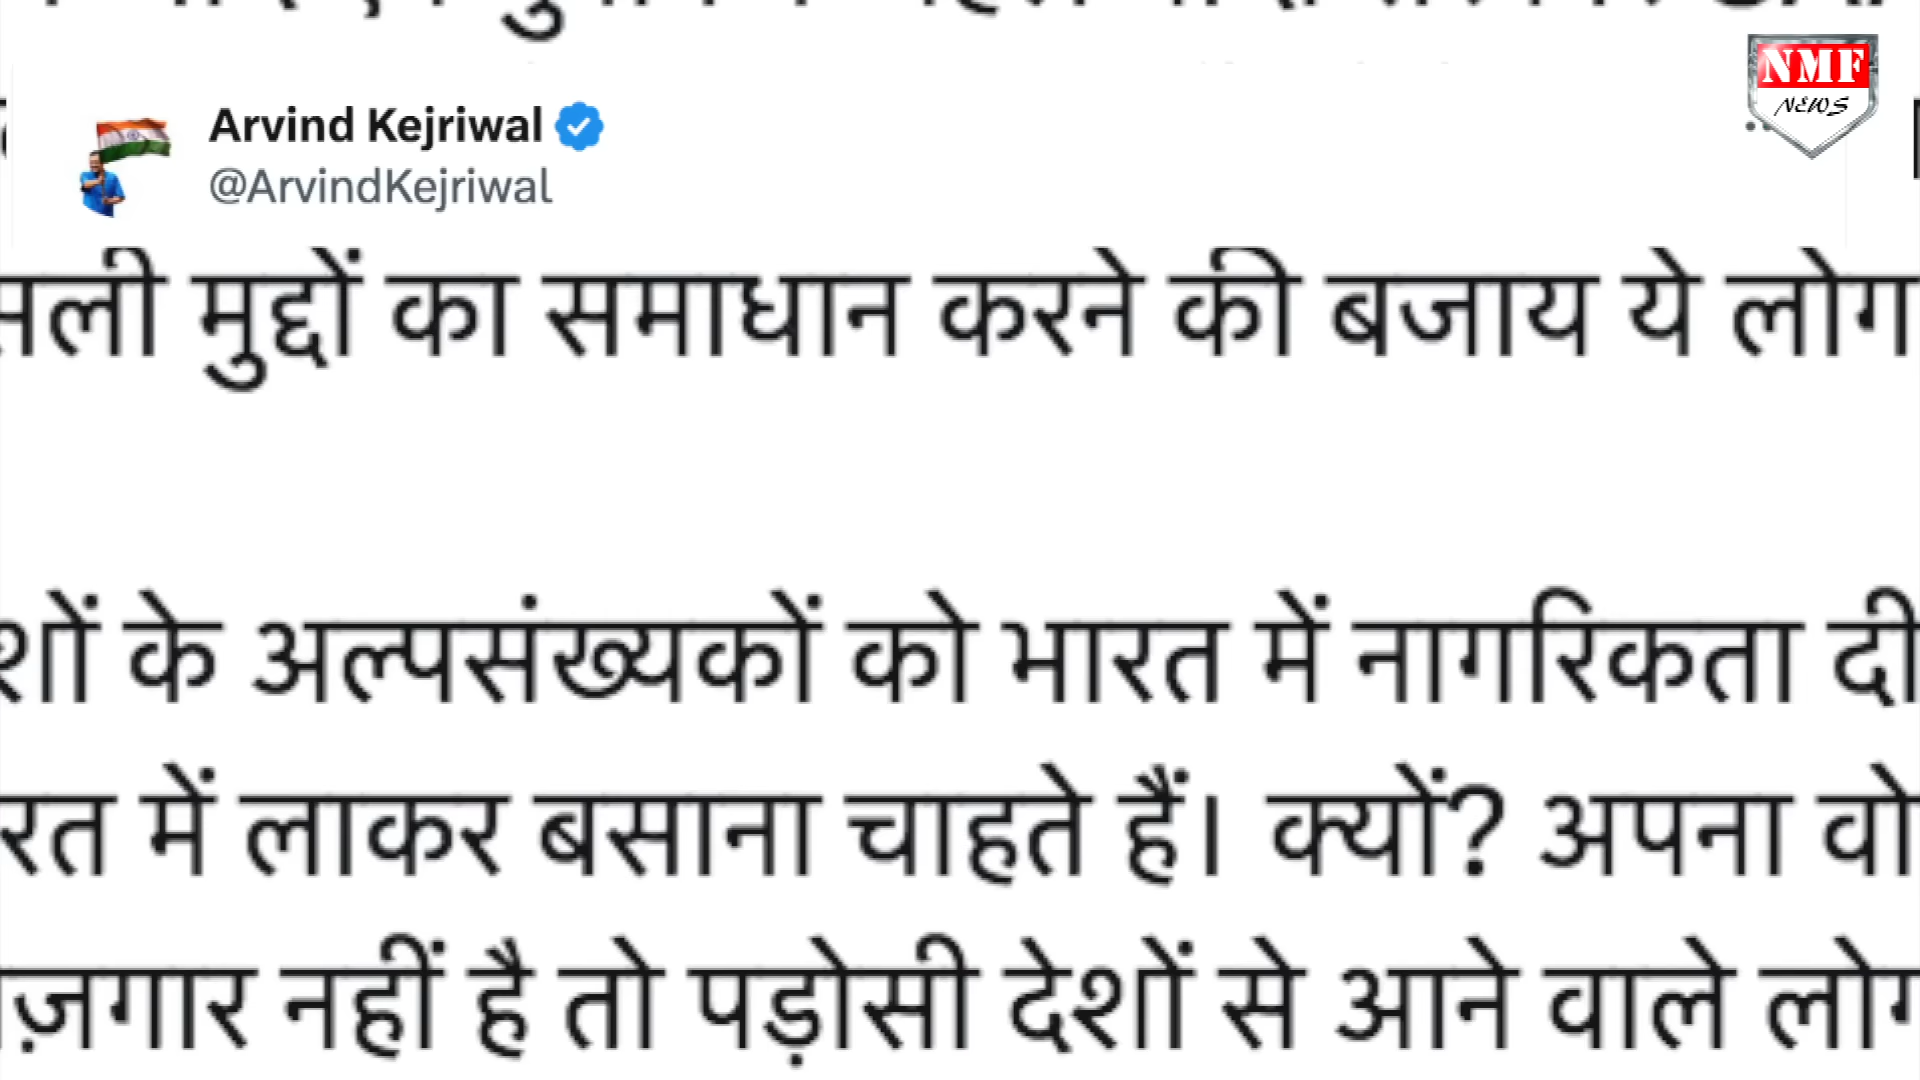 NMF
NEWS
Arvind Kejriwal
@ArvindKejriwal
मुद्दों का समाधान करने की बजाय ये लोग
के अल्पसंख्यकों को भारत में नागरिकता दी
में लाकर बसाना चाहते हैं। क्यों? अपना वो
नहीं है तो पड़ोसी देशों से आने वाले